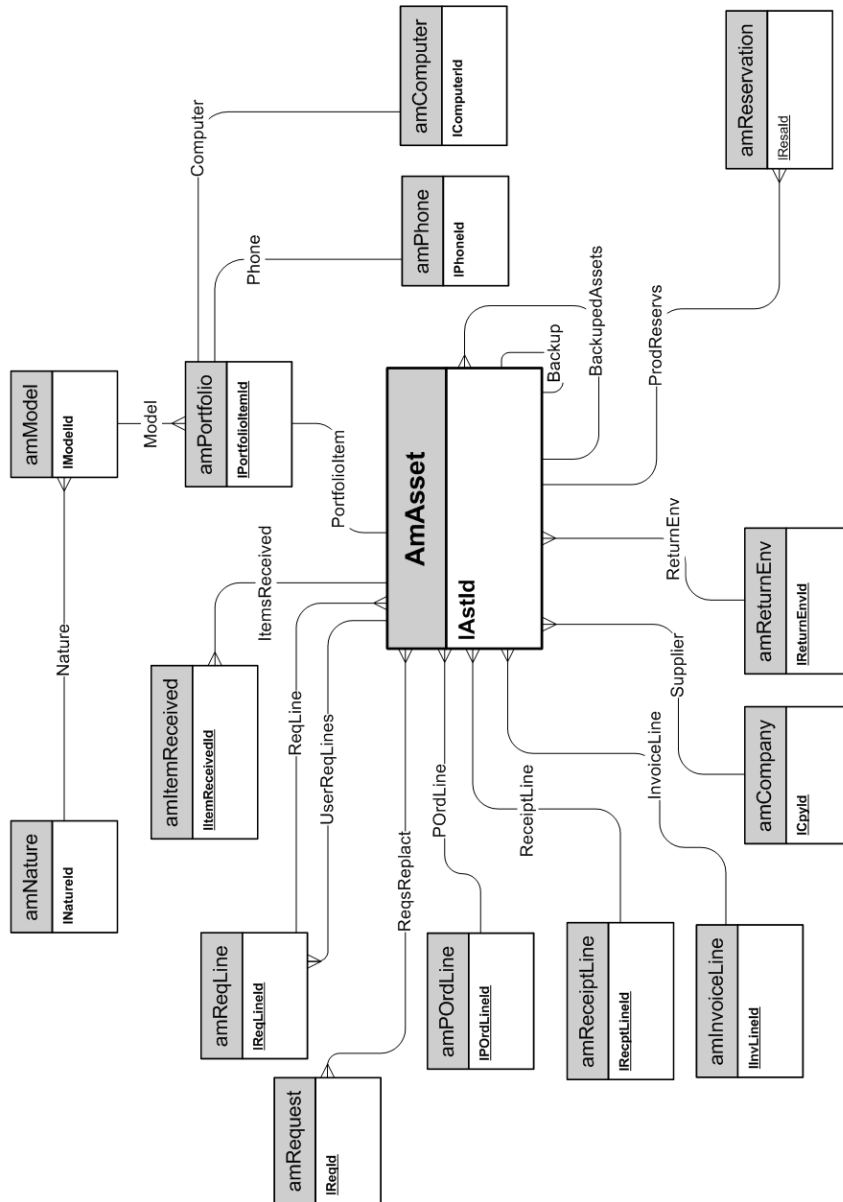 amNature
lNatureId
Nature
amModel
lModelId
Model
amItemReceived
lItemReceivedId
amPortfolio
lPortfolioItemId
Computer
Phone
amReqLine
lReqLineId
ItemsReceived
ReqLine
UserReqLines
PortfolioItem
amRequest
lReqId
ReqsReplact
amComputer
lComputerId
amPhone
lPhoneId
AmAsset
lAstId
amPOrdLine
lPOrdLineId
POrdLine
Backup
BackupedAssets
amReceiptLine
lRecptLineId
ReceiptLine
ProdReservs
amInvoiceLine
lInvLineId
InvoiceLine
Supplier
ReturnEnv
amCompany
lCpyId
amReturnEnv
lReturnEnvId
amReservation
lResaId